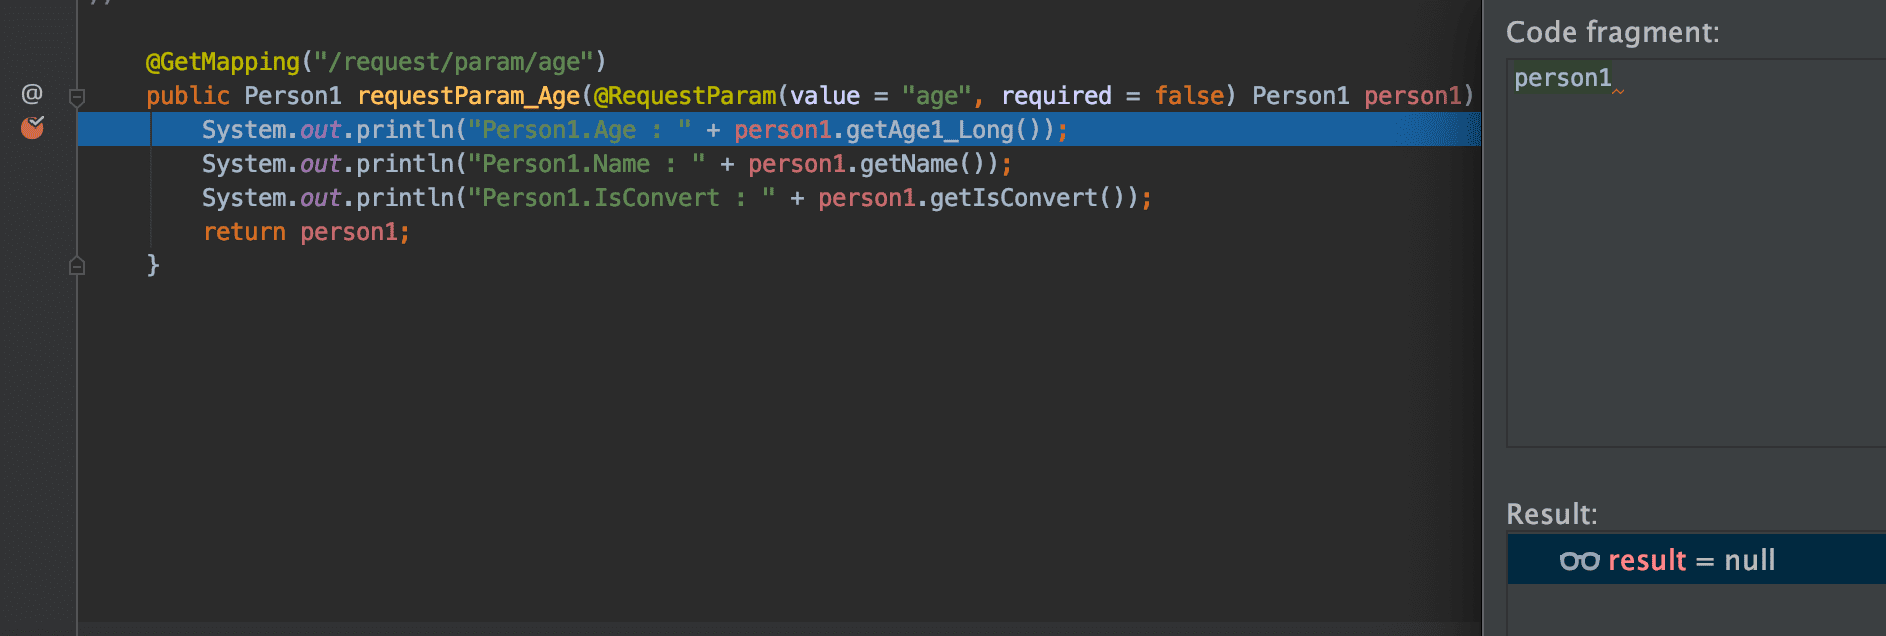 //
@GetMapping("/request/param/age")
public Person1 requestParam_Age(@RequestParam(value = "age", required = false) Person1 person1)
System.out.println("Person1.Age : " + person1.getAge1_Long());
System.out.println("Person1.Name : " + person1.getName());
System.out.println("Person1.IsConvert : " + person1.getIsConvert());
return person1;
}
Code fragment:
person1
Result:
result = null